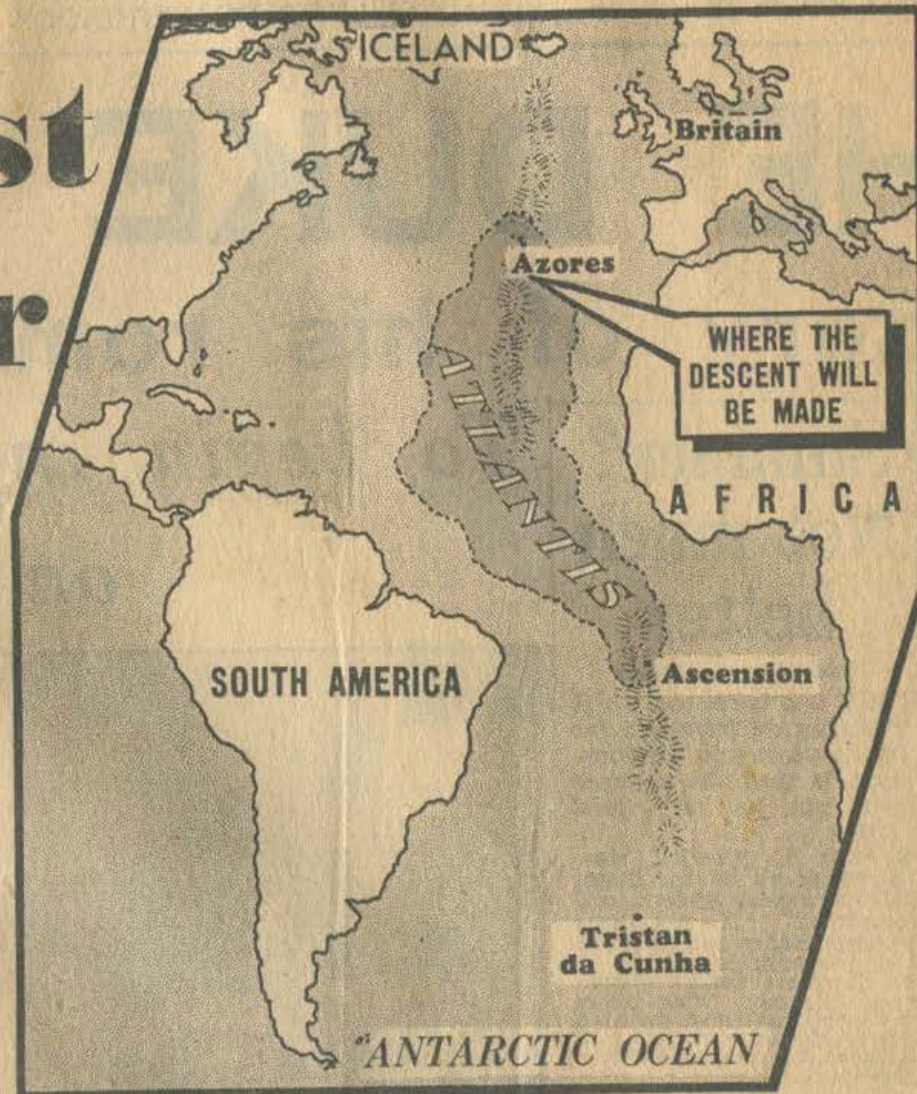 st
r
ICELAND
Britain
Azores
WHERE THE
DESCENT WILL
BE MADE
ATLANTIS
AFRICA
SOUTH AMERICA
Ascension
Tristan
da Cunha
ANTARCTIC OCEAN